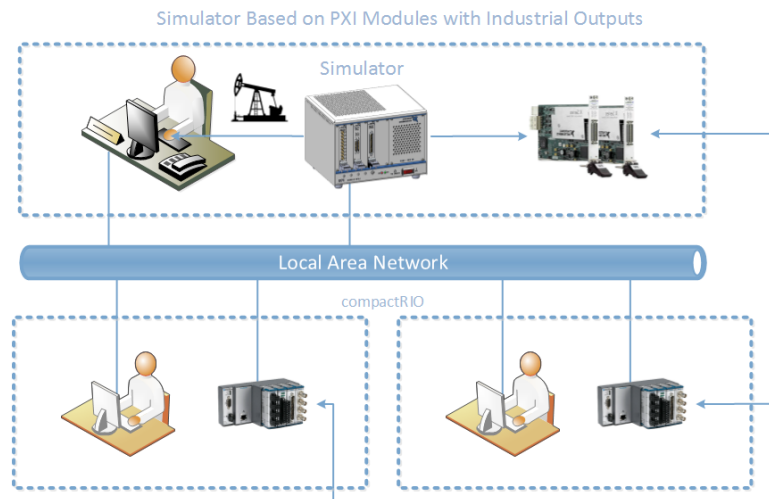 Simulator Based on PXI Modules with Industrial Outputs
Simulator
Local Area Network
compactRIO